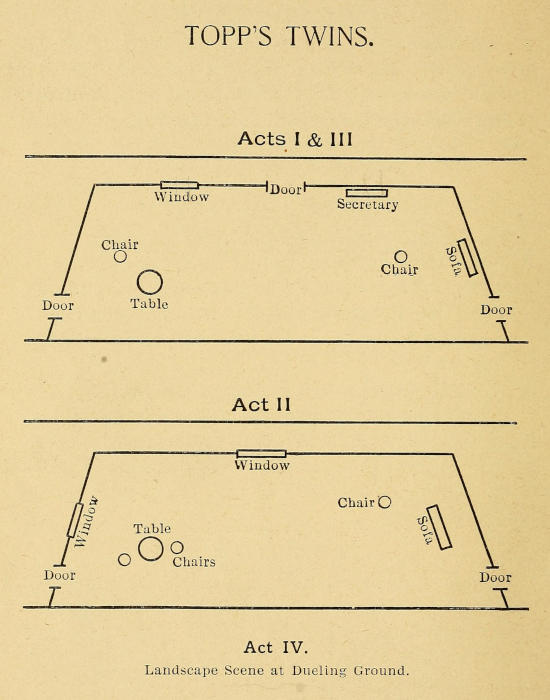 TOPP'S TWINS.
Acts I & III
Window
Door
Secretary
Chair
Chair
Sofa
Table
Door
Door
Act II
Window
Window
Chair
Sofa
Table
Chairs
Door
Door
Act IV.
Landscape Scene at Dueling Ground.